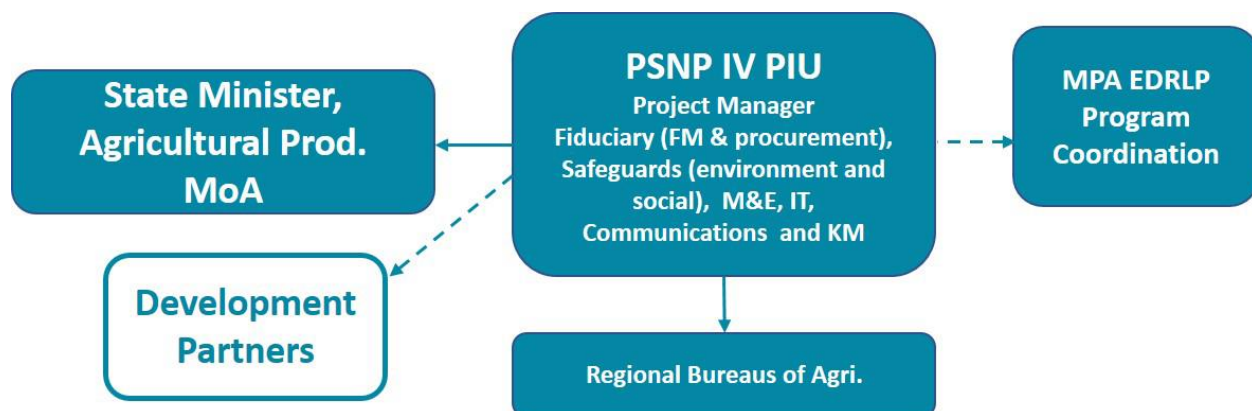 State Minister,
Agricultural Prod.
MoA
PSNP IV PIU
Project Manager
Fiduciary (FM & procurement),
Safeguards (environment and
social), M&E, IT,
Communications and KM
MPA EDRLP
Program
Coordination
Development
Partners
Regional Bureaus of Agri.